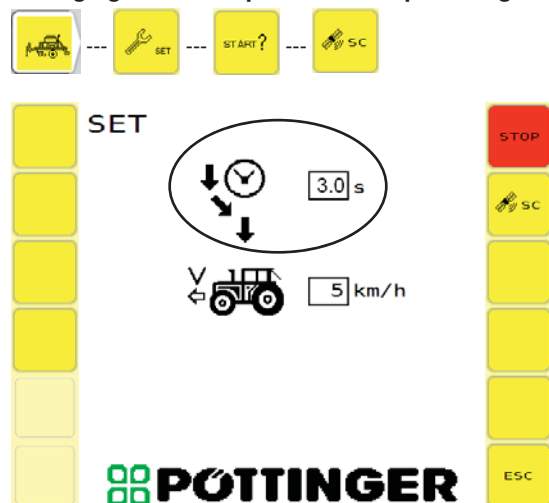 --- SET --- START? --- SC
SET
STOP
3.0 s
SC
V
5 km/h
ESC
PÖTTINGER